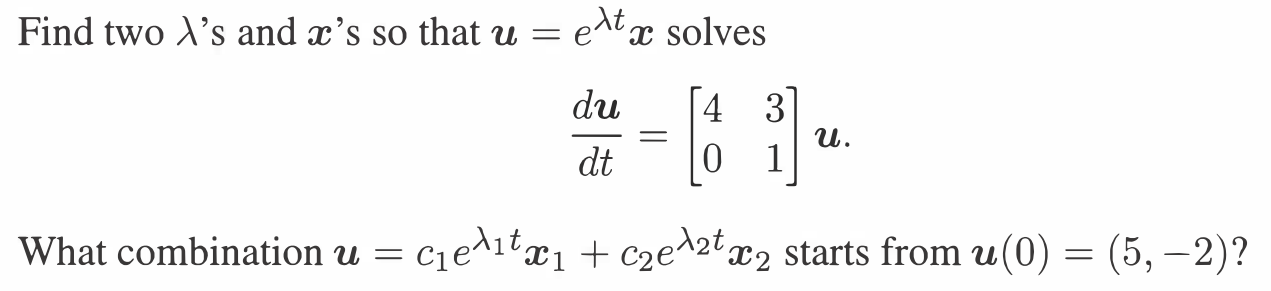 Find two λ's and x's so that u = e^{λt}x solves
du/dt = [4 3; 0 1] u.
What combination u = c₁e^{λ₁t}x₁ + c₂e^{λ₂t}x₂ starts from u(0) = (5, −2)?